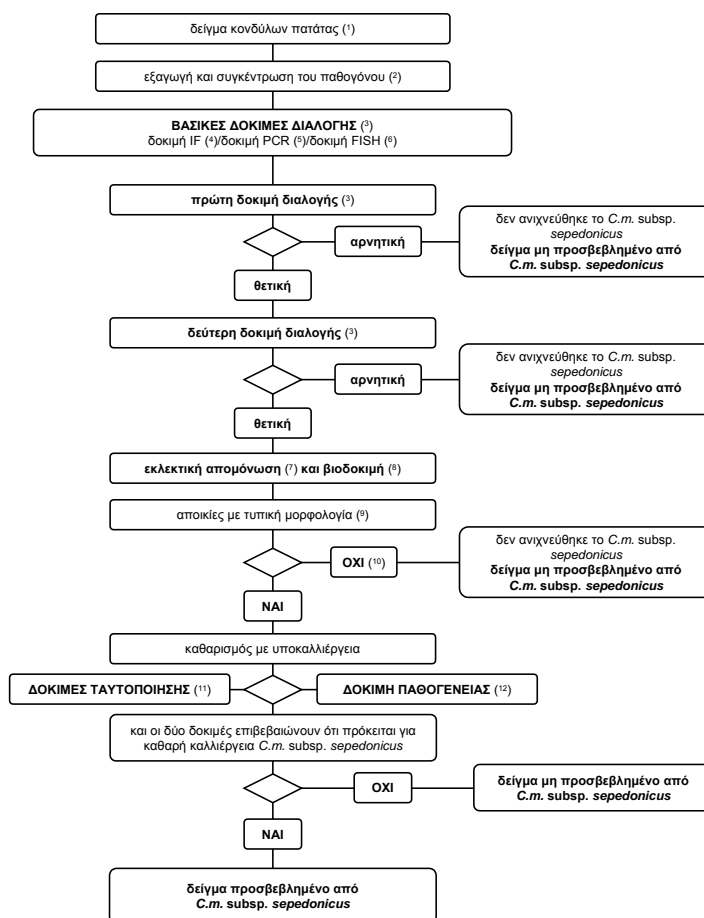 δείγμα κονδύλων πατάτας (¹)
εξαγωγή και συγκέντρωση του παθογόνου (²)
ΒΑΣΙΚΕΣ ΔΟΚΙΜΕΣ ΔΙΑΛΟΓΗΣ (³)
δοκιμή IF (⁴)/δοκιμή PCR (⁵)/δοκιμή FISH (⁶)
πρώτη δοκιμή διαλογής (³)
αρνητική
δεν ανιχνεύθηκε το C.m. subsp.
sepedonicus
δείγμα μη προσβεβλημένο από
C.m. subsp. sepedonicus
θετική
δεύτερη δοκιμή διαλογής (³)
αρνητική
δεν ανιχνεύθηκε το C.m. subsp.
sepedonicus
δείγμα μη προσβεβλημένο από
C.m. subsp. sepedonicus
θετική
εκλεκτική απομόνωση (⁷) και βιοδοκιμή (⁸)
αποικίες με τυπική μορφολογία (⁹)
ΟΧΙ (¹⁰)
δεν ανιχνεύθηκε το C.m. subsp.
sepedonicus
δείγμα μη προσβεβλημένο από
C.m. subsp. sepedonicus
ΝΑΙ
καθαρισμός με υποκαλλιέργεια
ΔΟΚΙΜΕΣ ΤΑΥΤΟΠΟΙΗΣΗΣ (¹¹)
ΔΟΚΙΜΗ ΠΑΘΟΓΕΝΕΙΑΣ (¹²)
και οι δύο δοκιμές επιβεβαιώνουν ότι πρόκειται για
καθαρή καλλιέργεια C.m. subsp. sepedonicus
ΟΧΙ
δείγμα μη προσβεβλημένο από
C.m. subsp. sepedonicus
ΝΑΙ
δείγμα προσβεβλημένο από
C.m. subsp. sepedonicus